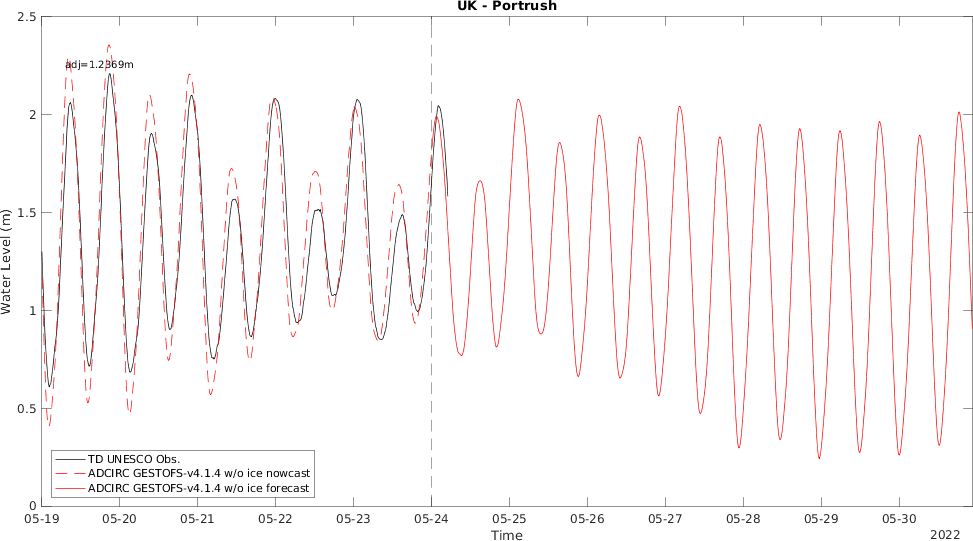 UK - Portrush
2.5
adj=1.2369m
2
1.5
Water Level (m)
1
0.5
TD UNESCO Obs.
ADCIRC GESTOFS-v4.1.4 w/o ice nowcast
ADCIRC GESTOFS-v4.1.4 w/o ice forecast
0
05-19 05-20 05-21 05-22 05-23 05-24 05-25 05-26 05-27 05-28 05-29 05-30
Time
2022